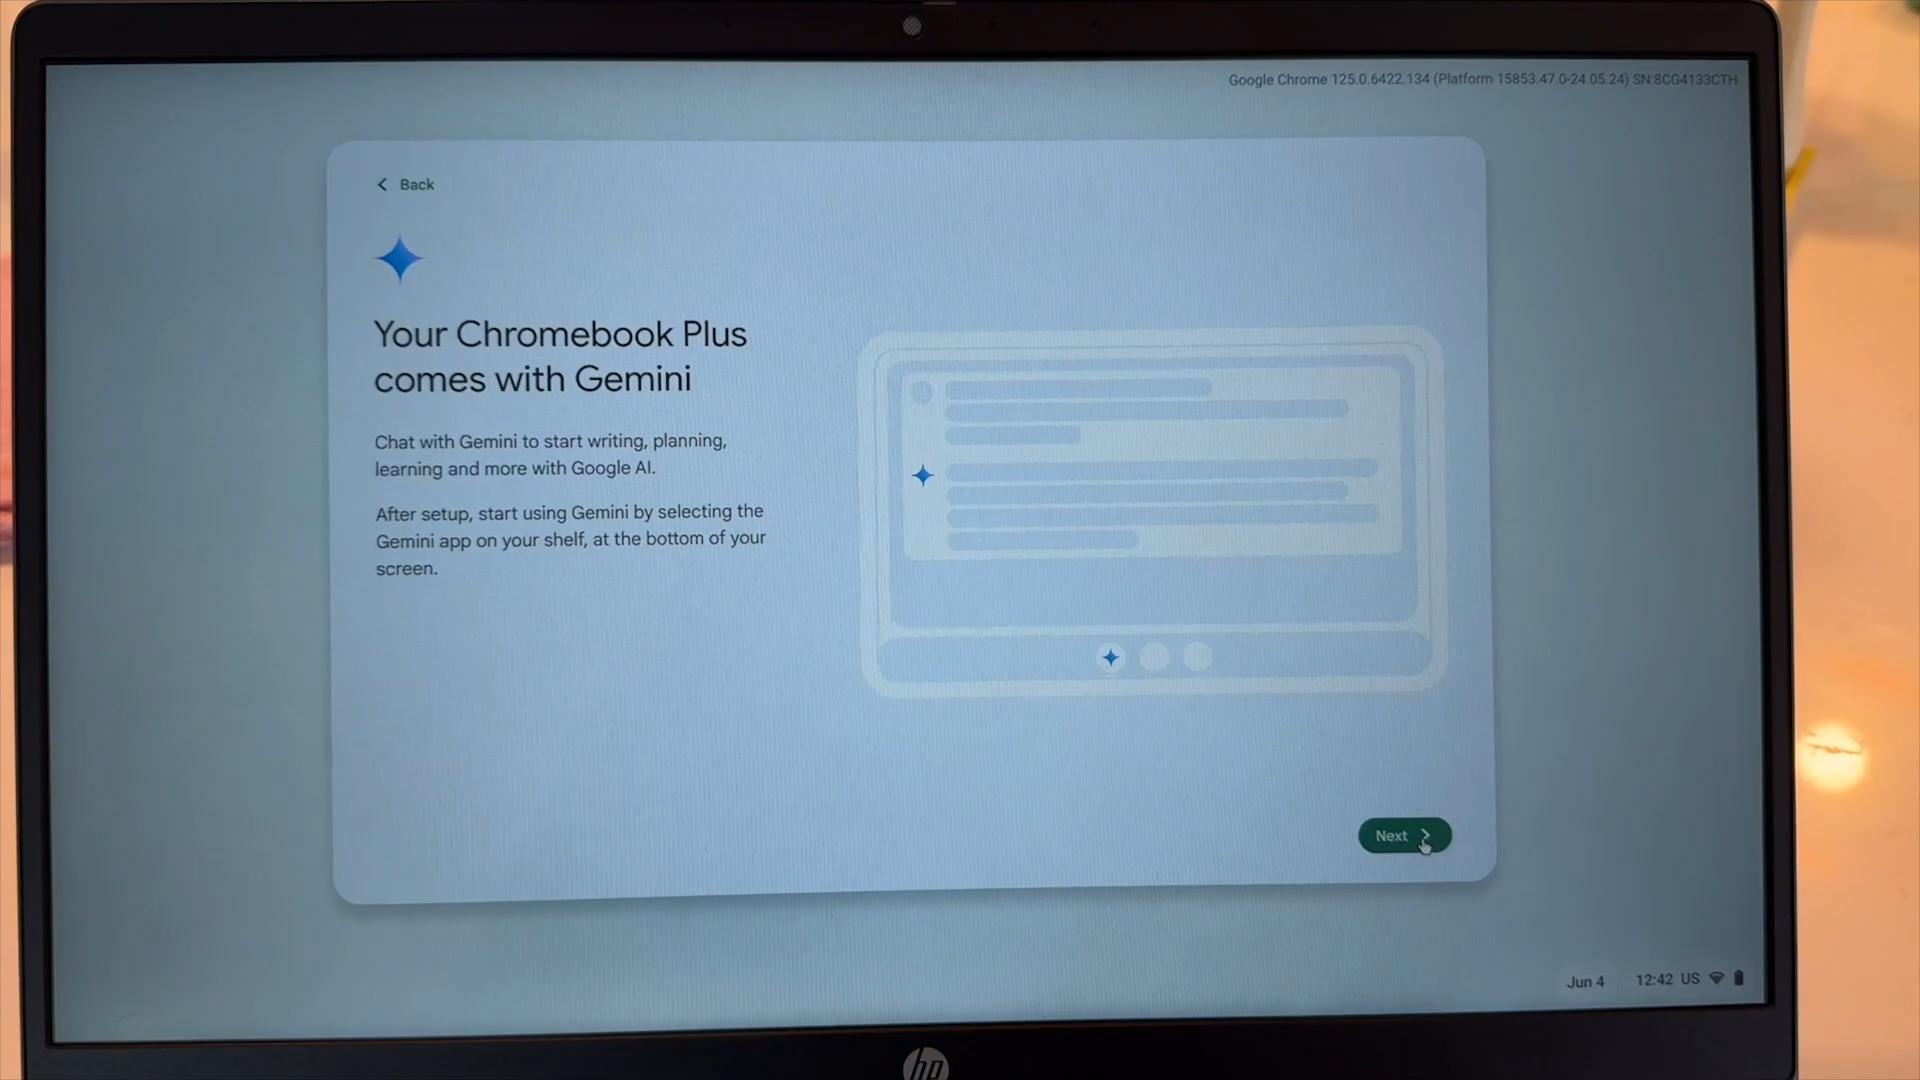 Google Chrome 125.0.6422.134 (Platform 15853.47.0-24.05.24) SN:8CG4133CTH
Back
Your Chromebook Plus
comes with Gemini
Chat with Gemini to start writing, planning,
learning and more with Google AI.
After setup, start using Gemini by selecting the
Gemini app on your shelf, at the bottom of your
screen.
Next
Jun 4 12:42 US
hp